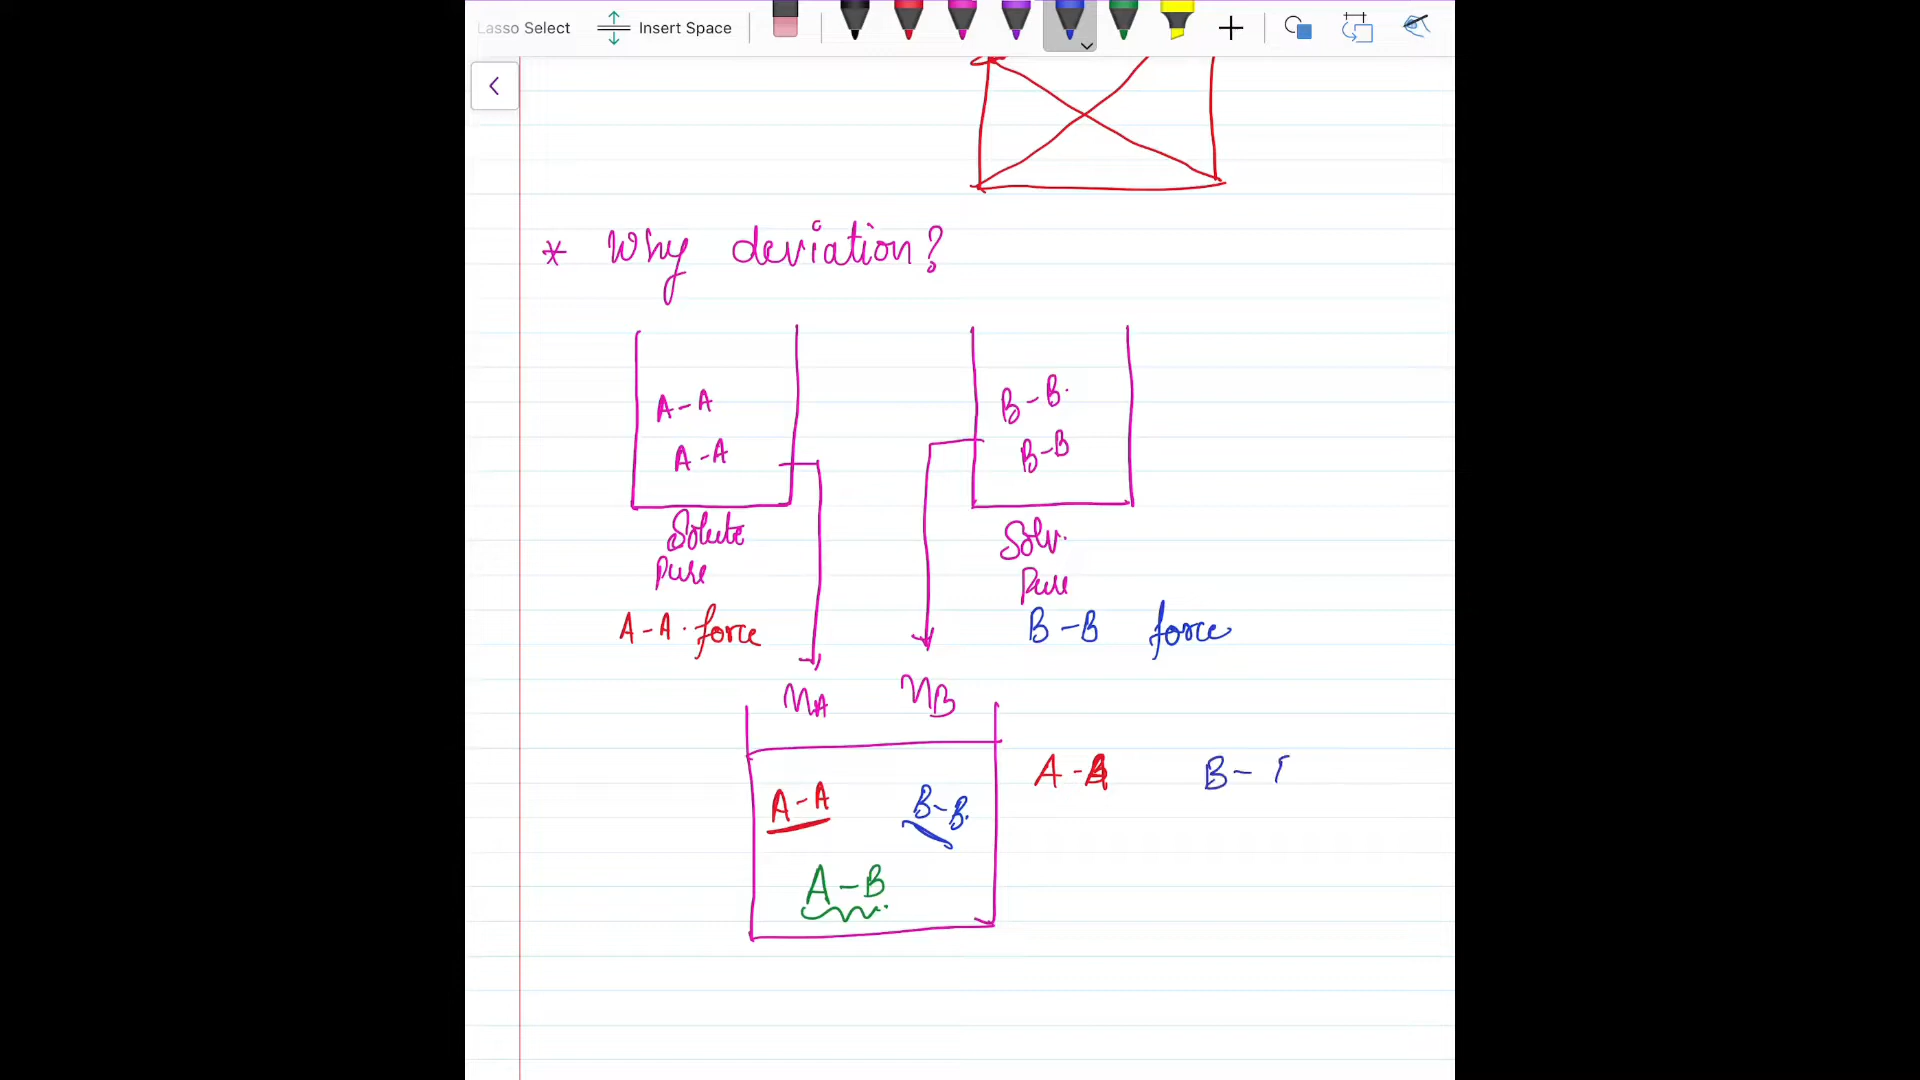 Lasso Select Insert Space
* Why deviation?
A-A B-B.
A-A B-B
Solute Solv.
Pure Pure
A-A. force B-B force
nA nB
A-A B-
A-A B-B.
A-B